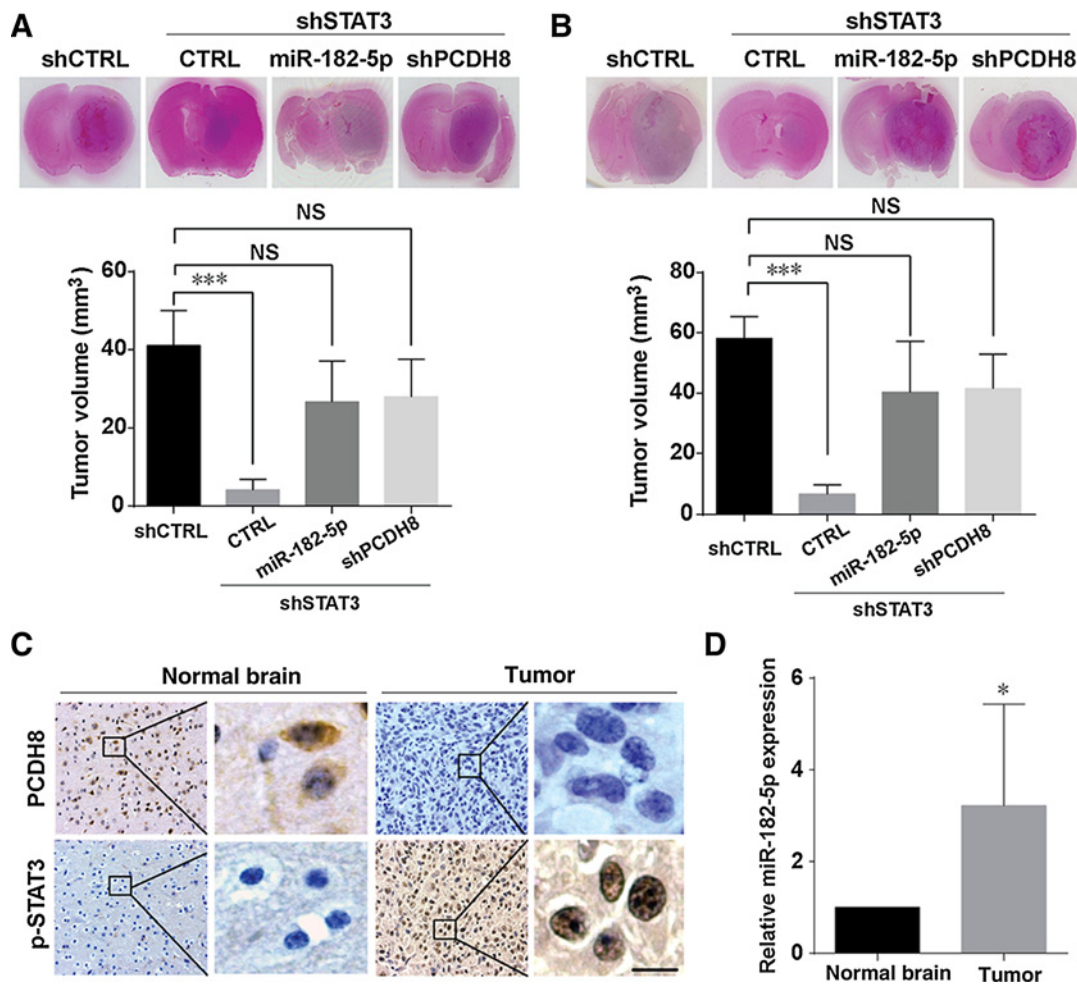 A
shSTAT3
shCTRL CTRL miR-182-5p shPCDH8
NS
NS
***
Tumor volume (mm3)
60
40
20
0
shCTRL
CTRL
miR-182-5p
shPCDH8
shSTAT3
B
shSTAT3
shCTRL CTRL miR-182-5p shPCDH8
NS
NS
***
Tumor volume (mm3)
80
60
40
20
0
shCTRL
CTRL
miR-182-5p
shPCDH8
shSTAT3
C
Normal brain Tumor
PCDH8
p-STAT3
D
Relative miR-182-5p expression
6
4
2
0
*
Normal brain Tumor